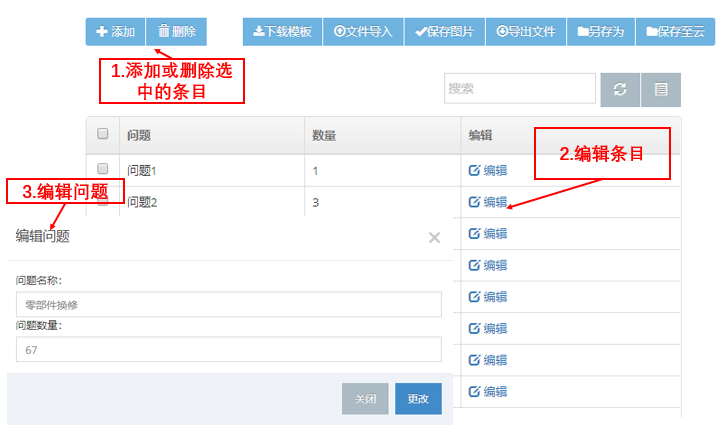 添加 删除 下载模板 文件导入 保存图片 导出文件 另存为 保存至云
1.添加或删除选
中的条目
搜索
问题 数量 编辑
2.编辑条目
问题1 1 编辑
3.编辑问题
问题2 3 编辑
编辑问题
编辑
编辑
问题名称:
零部件换修
编辑
问题数量:
编辑
67
编辑
关闭 更改
编辑